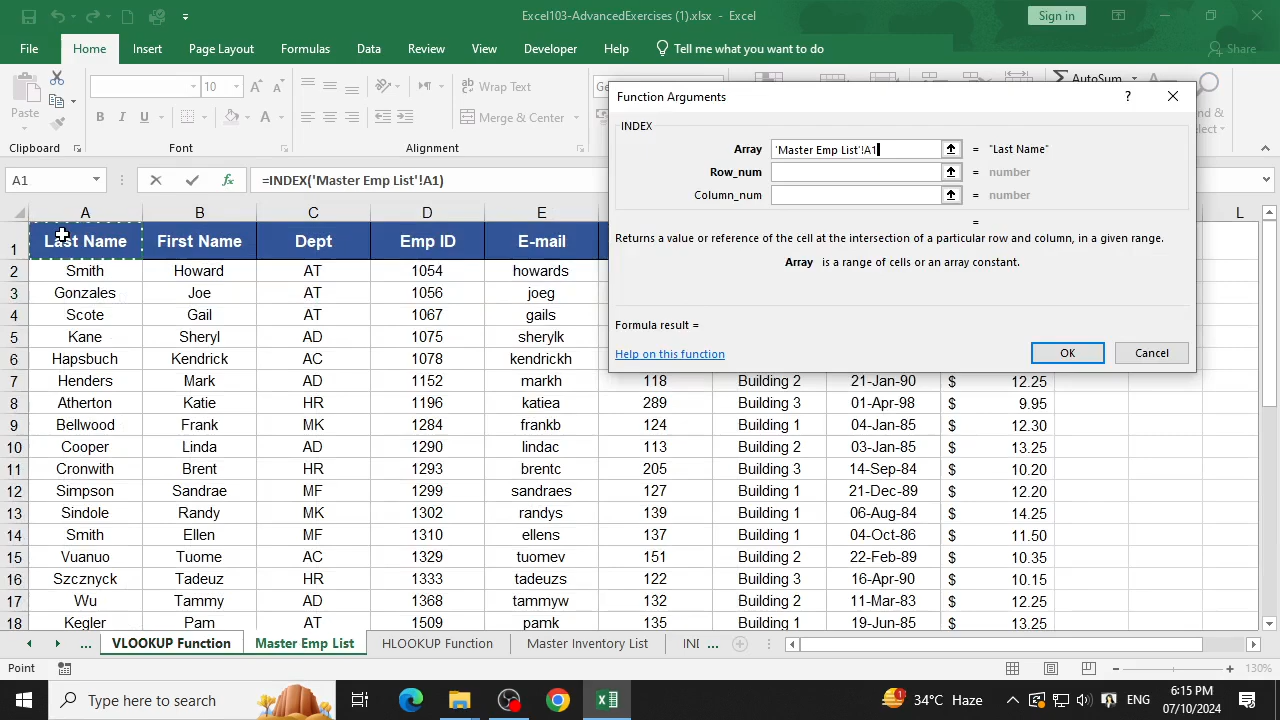 Excel103-AdvancedExercises (1).xlsx - Excel
Sign in
File Home Insert Page Layout Formulas Data Review View Developer Help Tell me what you want to do Share
Paste
10
Wrap Text
Merge & Center
AutoSum
Clipboard Font Alignment
A1 =INDEX('Master Emp List'!A1)
Function Arguments
INDEX
Array 'Master Emp List'!A1 = "Last Name"
Row_num = number
Column_num = number
=
Returns a value or reference of the cell at the intersection of a particular row and column, in a given range.
Array is a range of cells or an array constant.
Formula result =
Help on this function
OK Cancel
A B C D E L
1 Last Name First Name Dept Emp ID E-mail
2 Smith Howard AT 1054 howards
3 Gonzales Joe AT 1056 joeg
4 Scote Gail AT 1067 gails
5 Kane Sheryl AD 1075 sherylk
6 Hapsbuch Kendrick AC 1078 kendrickh
7 Henders Mark AD 1152 markh 118 Building 2 21-Jan-90 $ 12.25
8 Atherton Katie HR 1196 katiea 289 Building 3 01-Apr-98 $ 9.95
9 Bellwood Frank MK 1284 frankb 124 Building 1 04-Jan-85 $ 12.30
10 Cooper Linda AD 1290 lindac 113 Building 2 03-Jan-85 $ 13.25
11 Cronwith Brent HR 1293 brentc 205 Building 3 14-Sep-84 $ 10.20
12 Simpson Sandrae MF 1299 sandraes 127 Building 1 21-Dec-89 $ 12.20
13 Sindole Randy MK 1302 randys 139 Building 1 06-Aug-84 $ 14.25
14 Smith Ellen MF 1310 ellens 137 Building 1 04-Oct-86 $ 11.50
15 Vuanuo Tuome AC 1329 tuomev 151 Building 2 22-Feb-89 $ 10.35
16 Szcznyck Tadeuz HR 1333 tadeuzs 122 Building 3 16-Apr-90 $ 10.15
17 Wu Tammy AD 1368 tammyw 132 Building 2 11-Mar-83 $ 12.25
18 Kegler Pam AT 1509 pamk 135 Building 1 19-Jun-85 $ 13.25
... VLOOKUP Function Master Emp List HLOOKUP Function Master Inventory List INI ...
Point 130%
Type here to search
34°C Haze
ENG
6:15 PM
07/10/2024